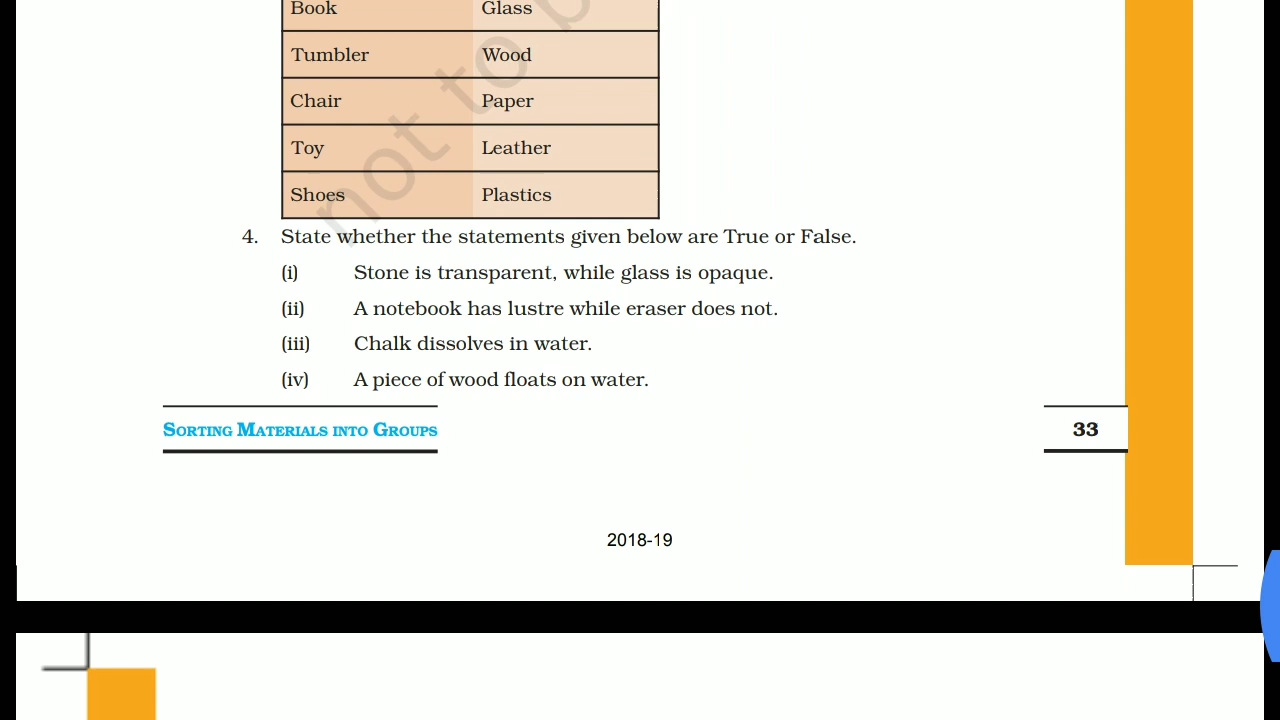 Book Glass
Tumbler Wood
Chair Paper
Toy Leather
Shoes Plastics
not to b
4. State whether the statements given below are True or False.
(i) Stone is transparent, while glass is opaque.
(ii) A notebook has lustre while eraser does not.
(iii) Chalk dissolves in water.
(iv) A piece of wood floats on water.
SORTING MATERIALS INTO GROUPS 33
2018-19